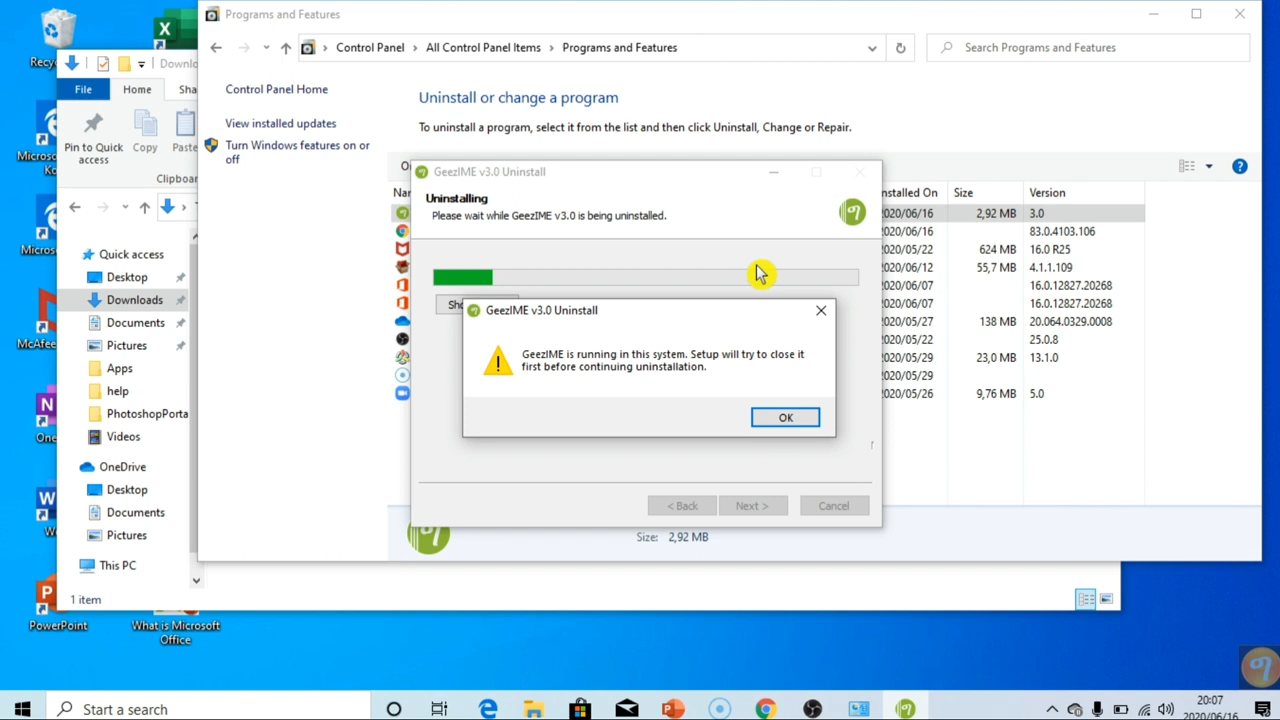 Programs and Features
Control Panel > All Control Panel Items > Programs and Features
Search Programs and Features
Control Panel Home
View installed updates
Turn Windows features on or
off
Uninstall or change a program
To uninstall a program, select it from the list and then click Uninstall, Change or Repair.
Installed On Size Version
2020/06/16 2,92 MB 3.0
2020/06/16 83.0.4103.106
2020/05/22 624 MB 16.0 R25
2020/06/12 55,7 MB 4.1.1.109
2020/06/07 16.0.12827.20268
2020/06/07 16.0.12827.20268
2020/05/27 138 MB 20.064.0329.0008
2020/05/22 25.0.8
2020/05/29 23,0 MB 13.1.0
2020/05/29
2020/05/26 9,76 MB 5.0
Size: 2,92 MB
GeezIME v3.0 Uninstall
Uninstalling
Please wait while GeezIME v3.0 is being uninstalled.
< Back
Next >
Cancel
GeezIME v3.0 Uninstall
GeezIME is running in this system. Setup will try to close it
first before continuing uninstallation.
OK
File
Home
Pin to Quick
access
Copy
Paste
Quick access
Desktop
Downloads
Documents
Pictures
Apps
help
PhotoshopPorta
Videos
OneDrive
Desktop
Documents
Pictures
This PC
1 item
PowerPoint
What is Microsoft
Office
Start a search
20:07
2020/06/16